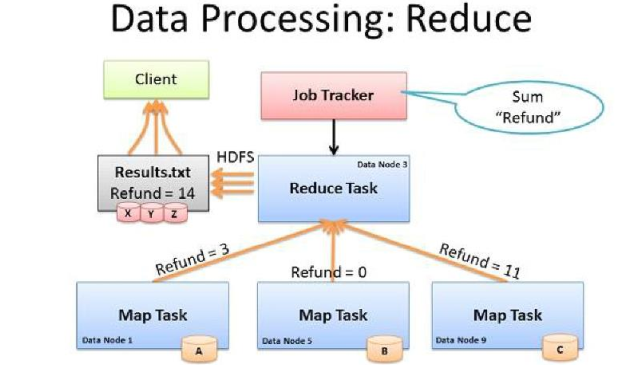 Data Processing: Reduce
Client
Job Tracker
Sum
"Refund"
HDFS
Results.txt
Refund = 14
X Y Z
Data Node 3
Reduce Task
Refund = 3
Refund = 0
Refund = 11
Map Task
Data Node 1
A
Map Task
Data Node 5
B
Map Task
Data Node 9
C